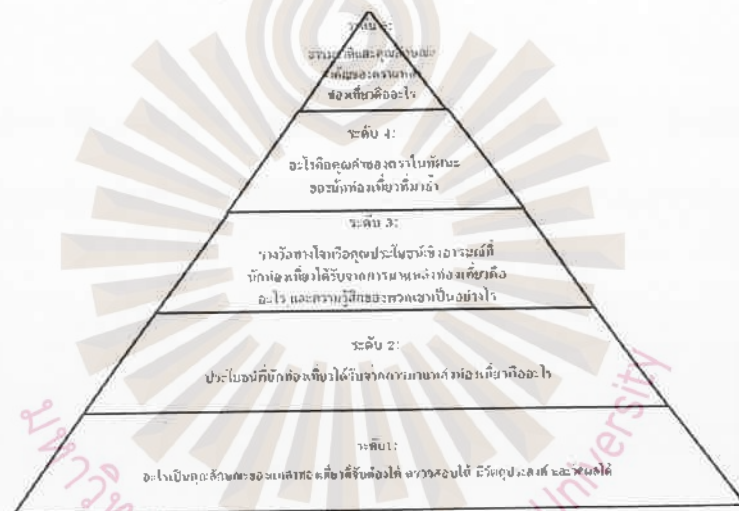 ระดับ 5:
ธรรมชาติและคุณลักษณะ
สำคัญของตราแหล่ง
ท่องเที่ยวคืออะไร
ระดับ 4:
อะไรคือคุณค่าของตราในทัศนะ
ของนักท่องเที่ยวที่มาซ้ำ
ระดับ 3:
รางวัลทางใจหรือคุณประโยชน์เชิงอารมณ์ที่
นักท่องเที่ยวได้รับจากการมาแหล่งท่องเที่ยวคือ
อะไร และความรู้สึกของพวกเขาเป็นอย่างไร
ระดับ 2:
ประโยชน์ที่นักท่องเที่ยวได้รับจากการมาแหล่งท่องเที่ยวคืออะไร
ระดับ 1:
อะไรเป็นคุณลักษณะของแหล่งท่องเที่ยวที่จับต้องได้ ตรวจสอบได้ มีวัตถุประสงค์ และวัดผลได้